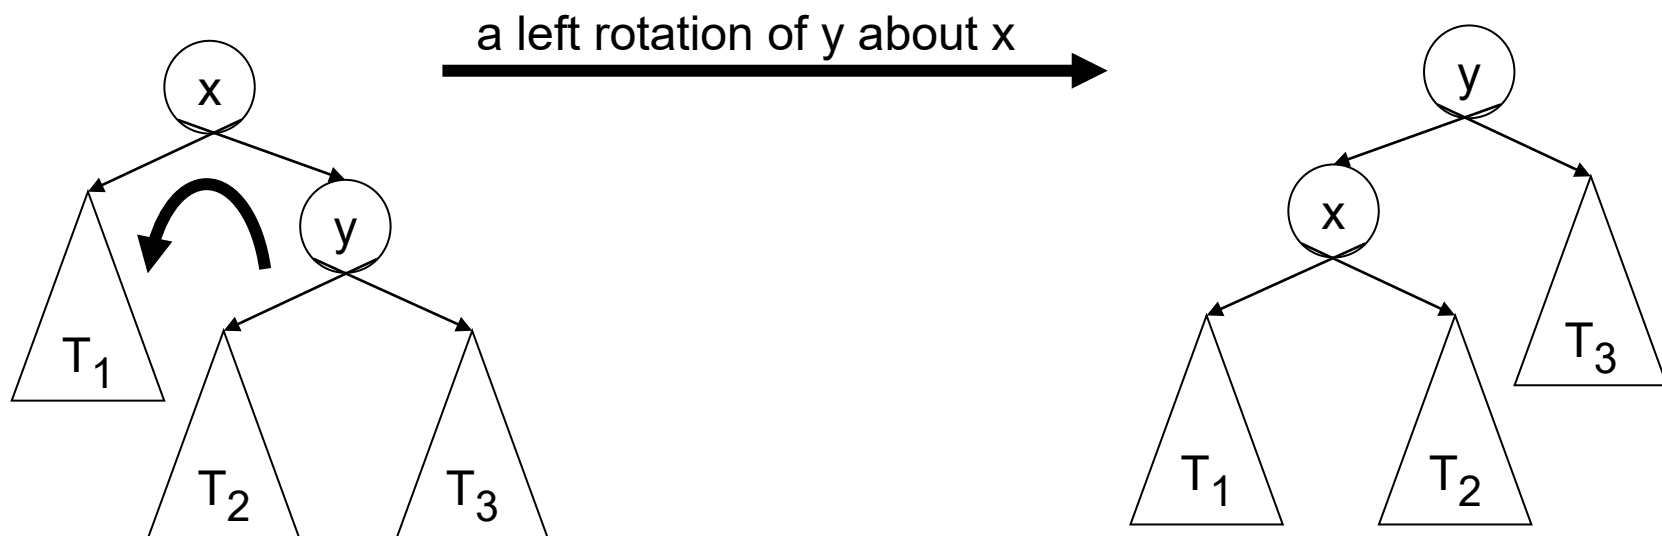 a left rotation of y about x
x
y
T₁
T₂
T₃
y
x
T₃
T₁
T₂